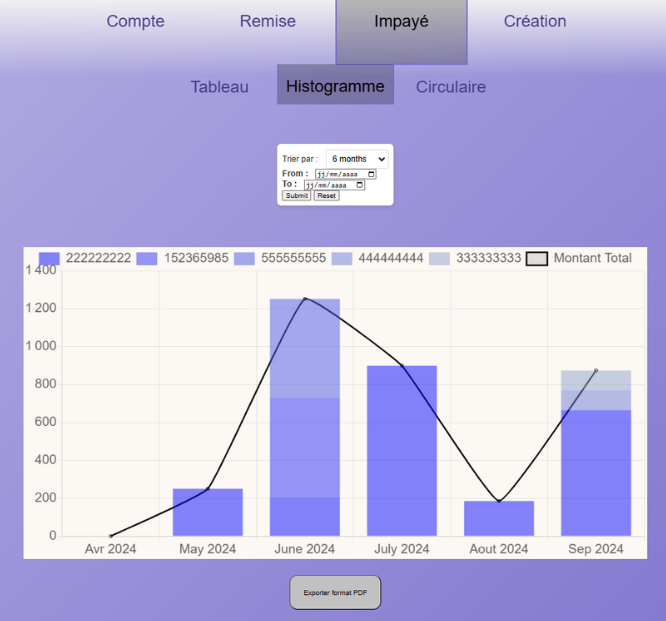 Compte Remise Impayé Création
Tableau Histogramme Circulaire
Trier par : 6 months
From : jj/mm/aaaa
To : jj/mm/aaaa
Submit Reset
222222222 152365985 555555555 444444444 333333333 Montant Total
1 400
1 200
1 000
800
600
400
200
0
Avr 2024 May 2024 June 2024 July 2024 Aout 2024 Sep 2024
Exporter format PDF